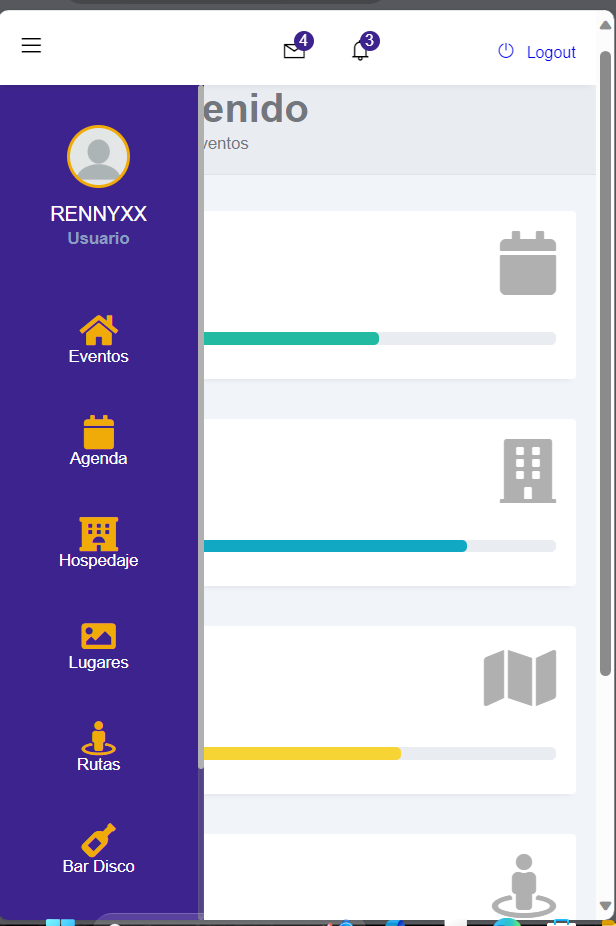 4
3
Logout
enido
ventos
RENNYXX
Usuario
Eventos
Agenda
Hospedaje
Lugares
Rutas
Bar Disco